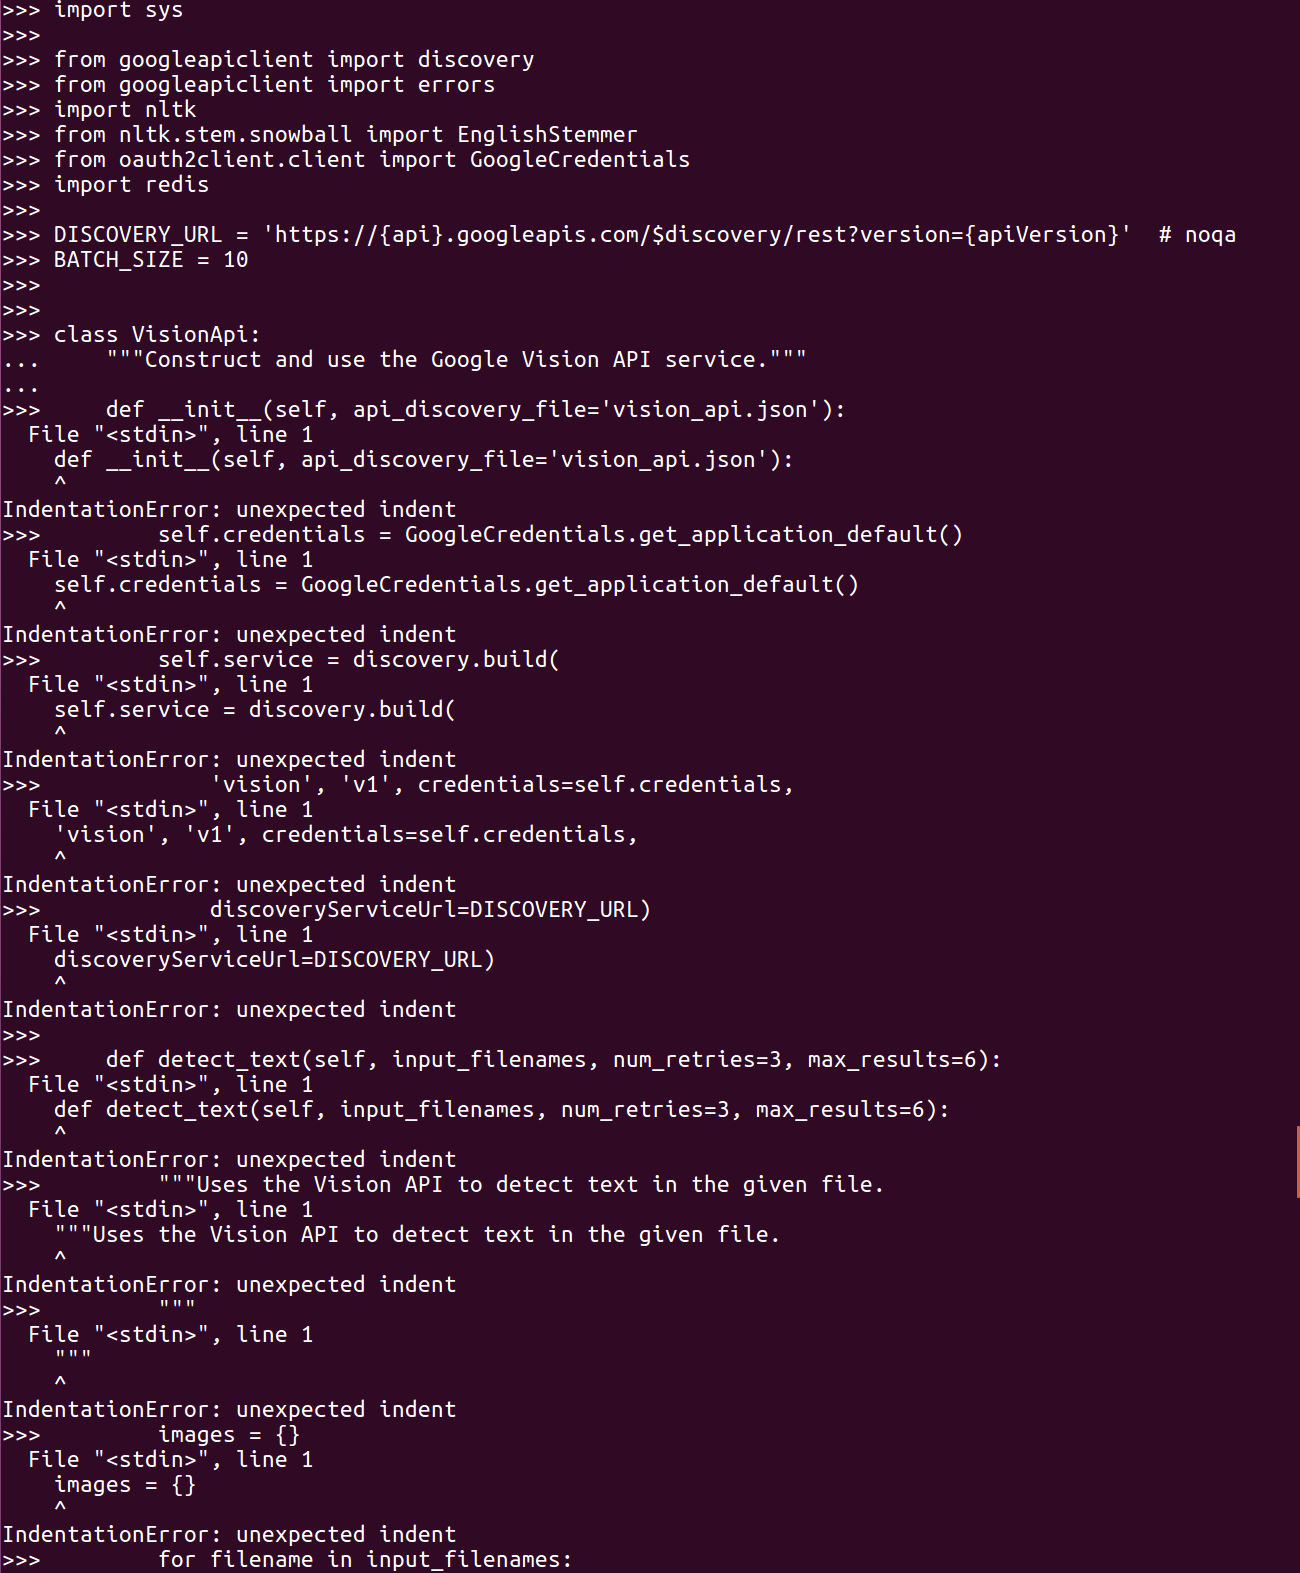 >>> import sys
>>>
>>> from googleapiclient import discovery
>>> from googleapiclient import errors
>>> import nltk
>>> from nltk.stem.snowball import EnglishStemmer
>>> from oauth2client.client import GoogleCredentials
>>> import redis
>>>
>>> DISCOVERY_URL = 'https://{api}.googleapis.com/$discovery/rest?version={apiVersion}'  # noqa
>>> BATCH_SIZE = 10
>>>
>>>
>>> class VisionApi:
...     """Construct and use the Google Vision API service."""
...
>>>     def __init__(self, api_discovery_file='vision_api.json'):
  File "<stdin>", line 1
    def __init__(self, api_discovery_file='vision_api.json'):
    ^
IndentationError: unexpected indent
>>>         self.credentials = GoogleCredentials.get_application_default()
  File "<stdin>", line 1
    self.credentials = GoogleCredentials.get_application_default()
    ^
IndentationError: unexpected indent
>>>         self.service = discovery.build(
  File "<stdin>", line 1
    self.service = discovery.build(
    ^
IndentationError: unexpected indent
>>>             'vision', 'v1', credentials=self.credentials,
  File "<stdin>", line 1
    'vision', 'v1', credentials=self.credentials,
    ^
IndentationError: unexpected indent
>>>             discoveryServiceUrl=DISCOVERY_URL)
  File "<stdin>", line 1
    discoveryServiceUrl=DISCOVERY_URL)
    ^
IndentationError: unexpected indent
>>>
>>>     def detect_text(self, input_filenames, num_retries=3, max_results=6):
  File "<stdin>", line 1
    def detect_text(self, input_filenames, num_retries=3, max_results=6):
    ^
IndentationError: unexpected indent
>>>         """Uses the Vision API to detect text in the given file.
  File "<stdin>", line 1
    """Uses the Vision API to detect text in the given file.
    ^
IndentationError: unexpected indent
>>>         """
  File "<stdin>", line 1
    """
    ^
IndentationError: unexpected indent
>>>         images = {}
  File "<stdin>", line 1
    images = {}
    ^
IndentationError: unexpected indent
>>>         for filename in input_filenames: